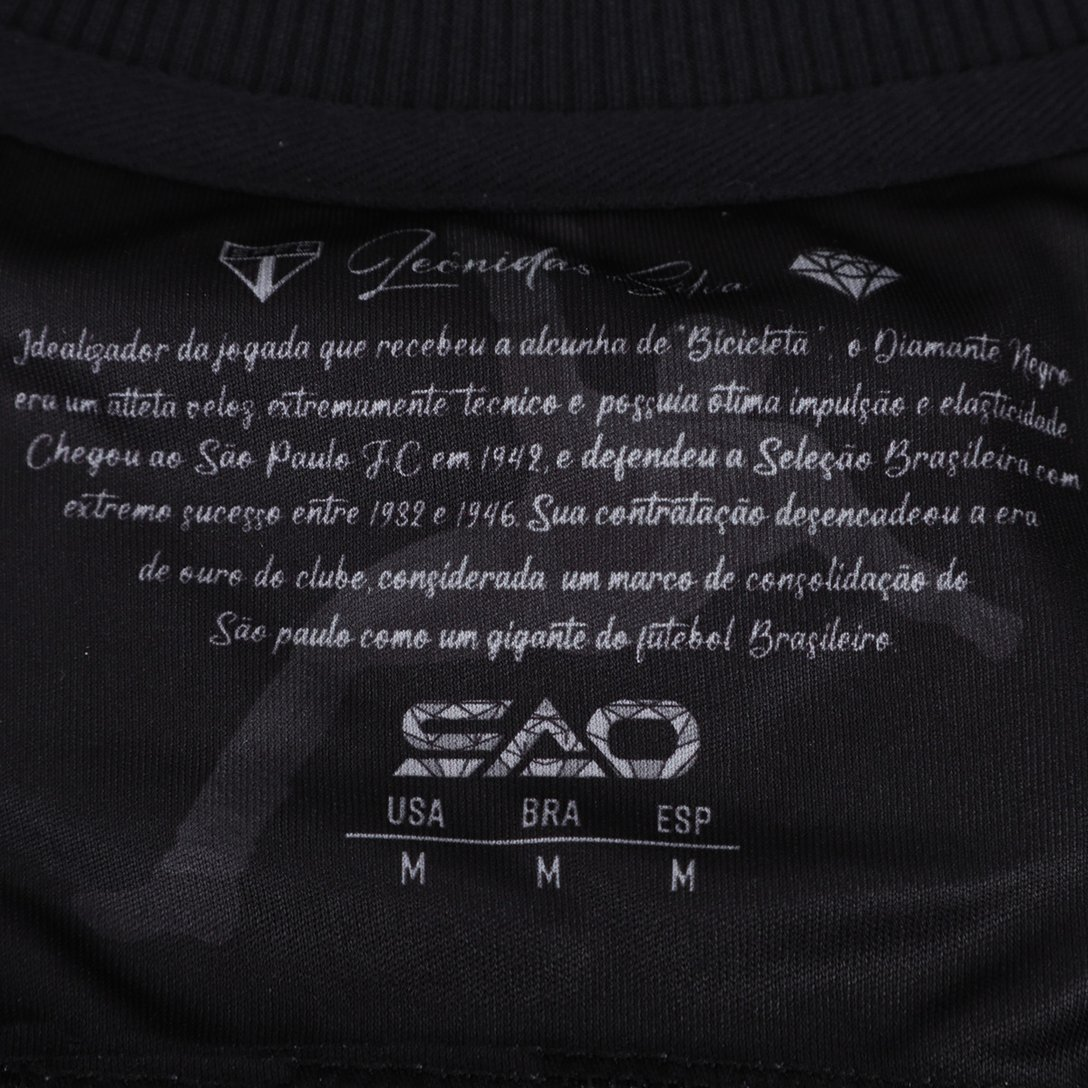 Leônidas Silva
Idealizador da jogada que recebeu a alcunha de "Bicicleta", o Diamante Negro
era um atleta veloz extremamente tecnico e possuia ótima impulsão e elasticidade.
Chegou ao São Paulo F.C em 1942, e defendeu a Seleção Brasileira com
extremo sucesso entre 1932 e 1946. Sua contratação desencadeou a era
de ouro do clube, considerada um marco de consolidação do
São paulo como um gigante do futebol Brasileiro.
SAO
USA BRA ESP
M M M